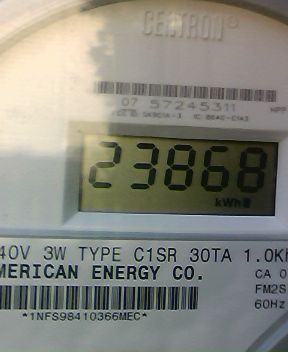 CENTRON®
07 57245311
23868
kWh
40V 3W TYPE C1SR 30TA 1.0K
MERICAN ENERGY CO.
CA 0
FM2S
60Hz
*1NFS98410366MEC*